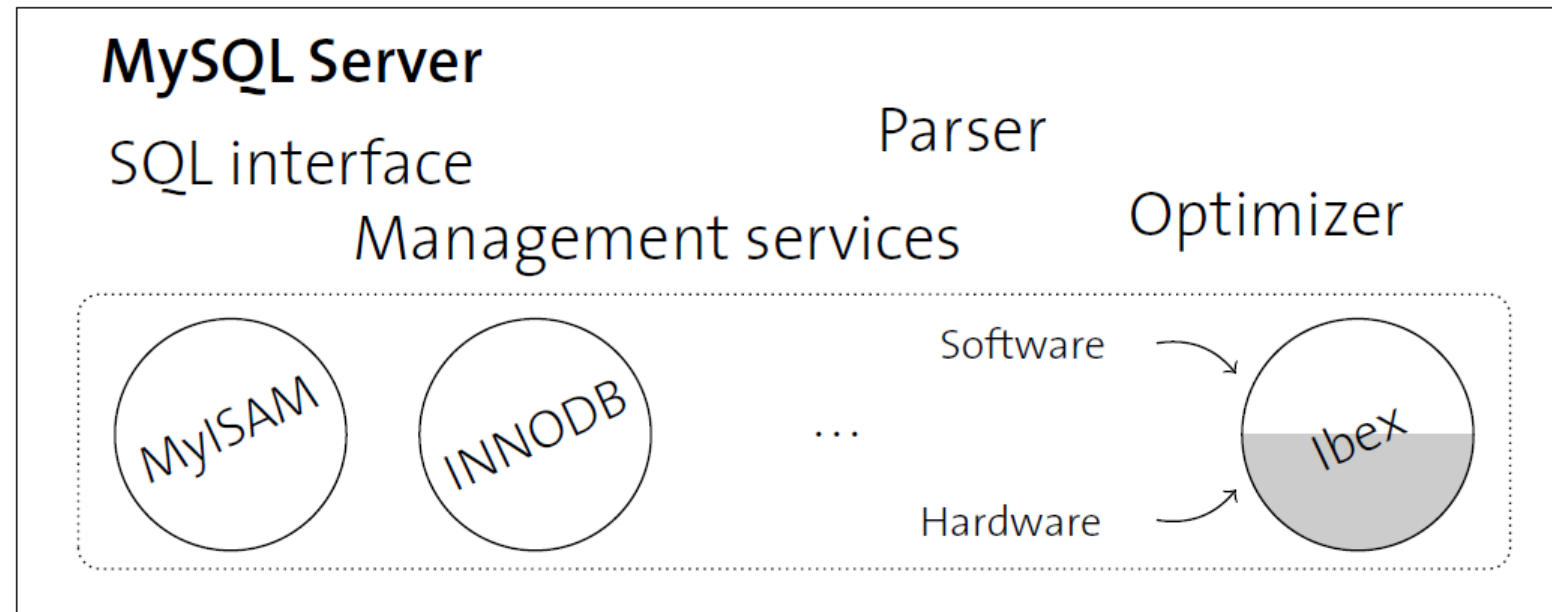 MySQL Server
Parser
SQL interface
Optimizer
Management services
Software
MyISAM
INNODB
...
Ibex
Hardware